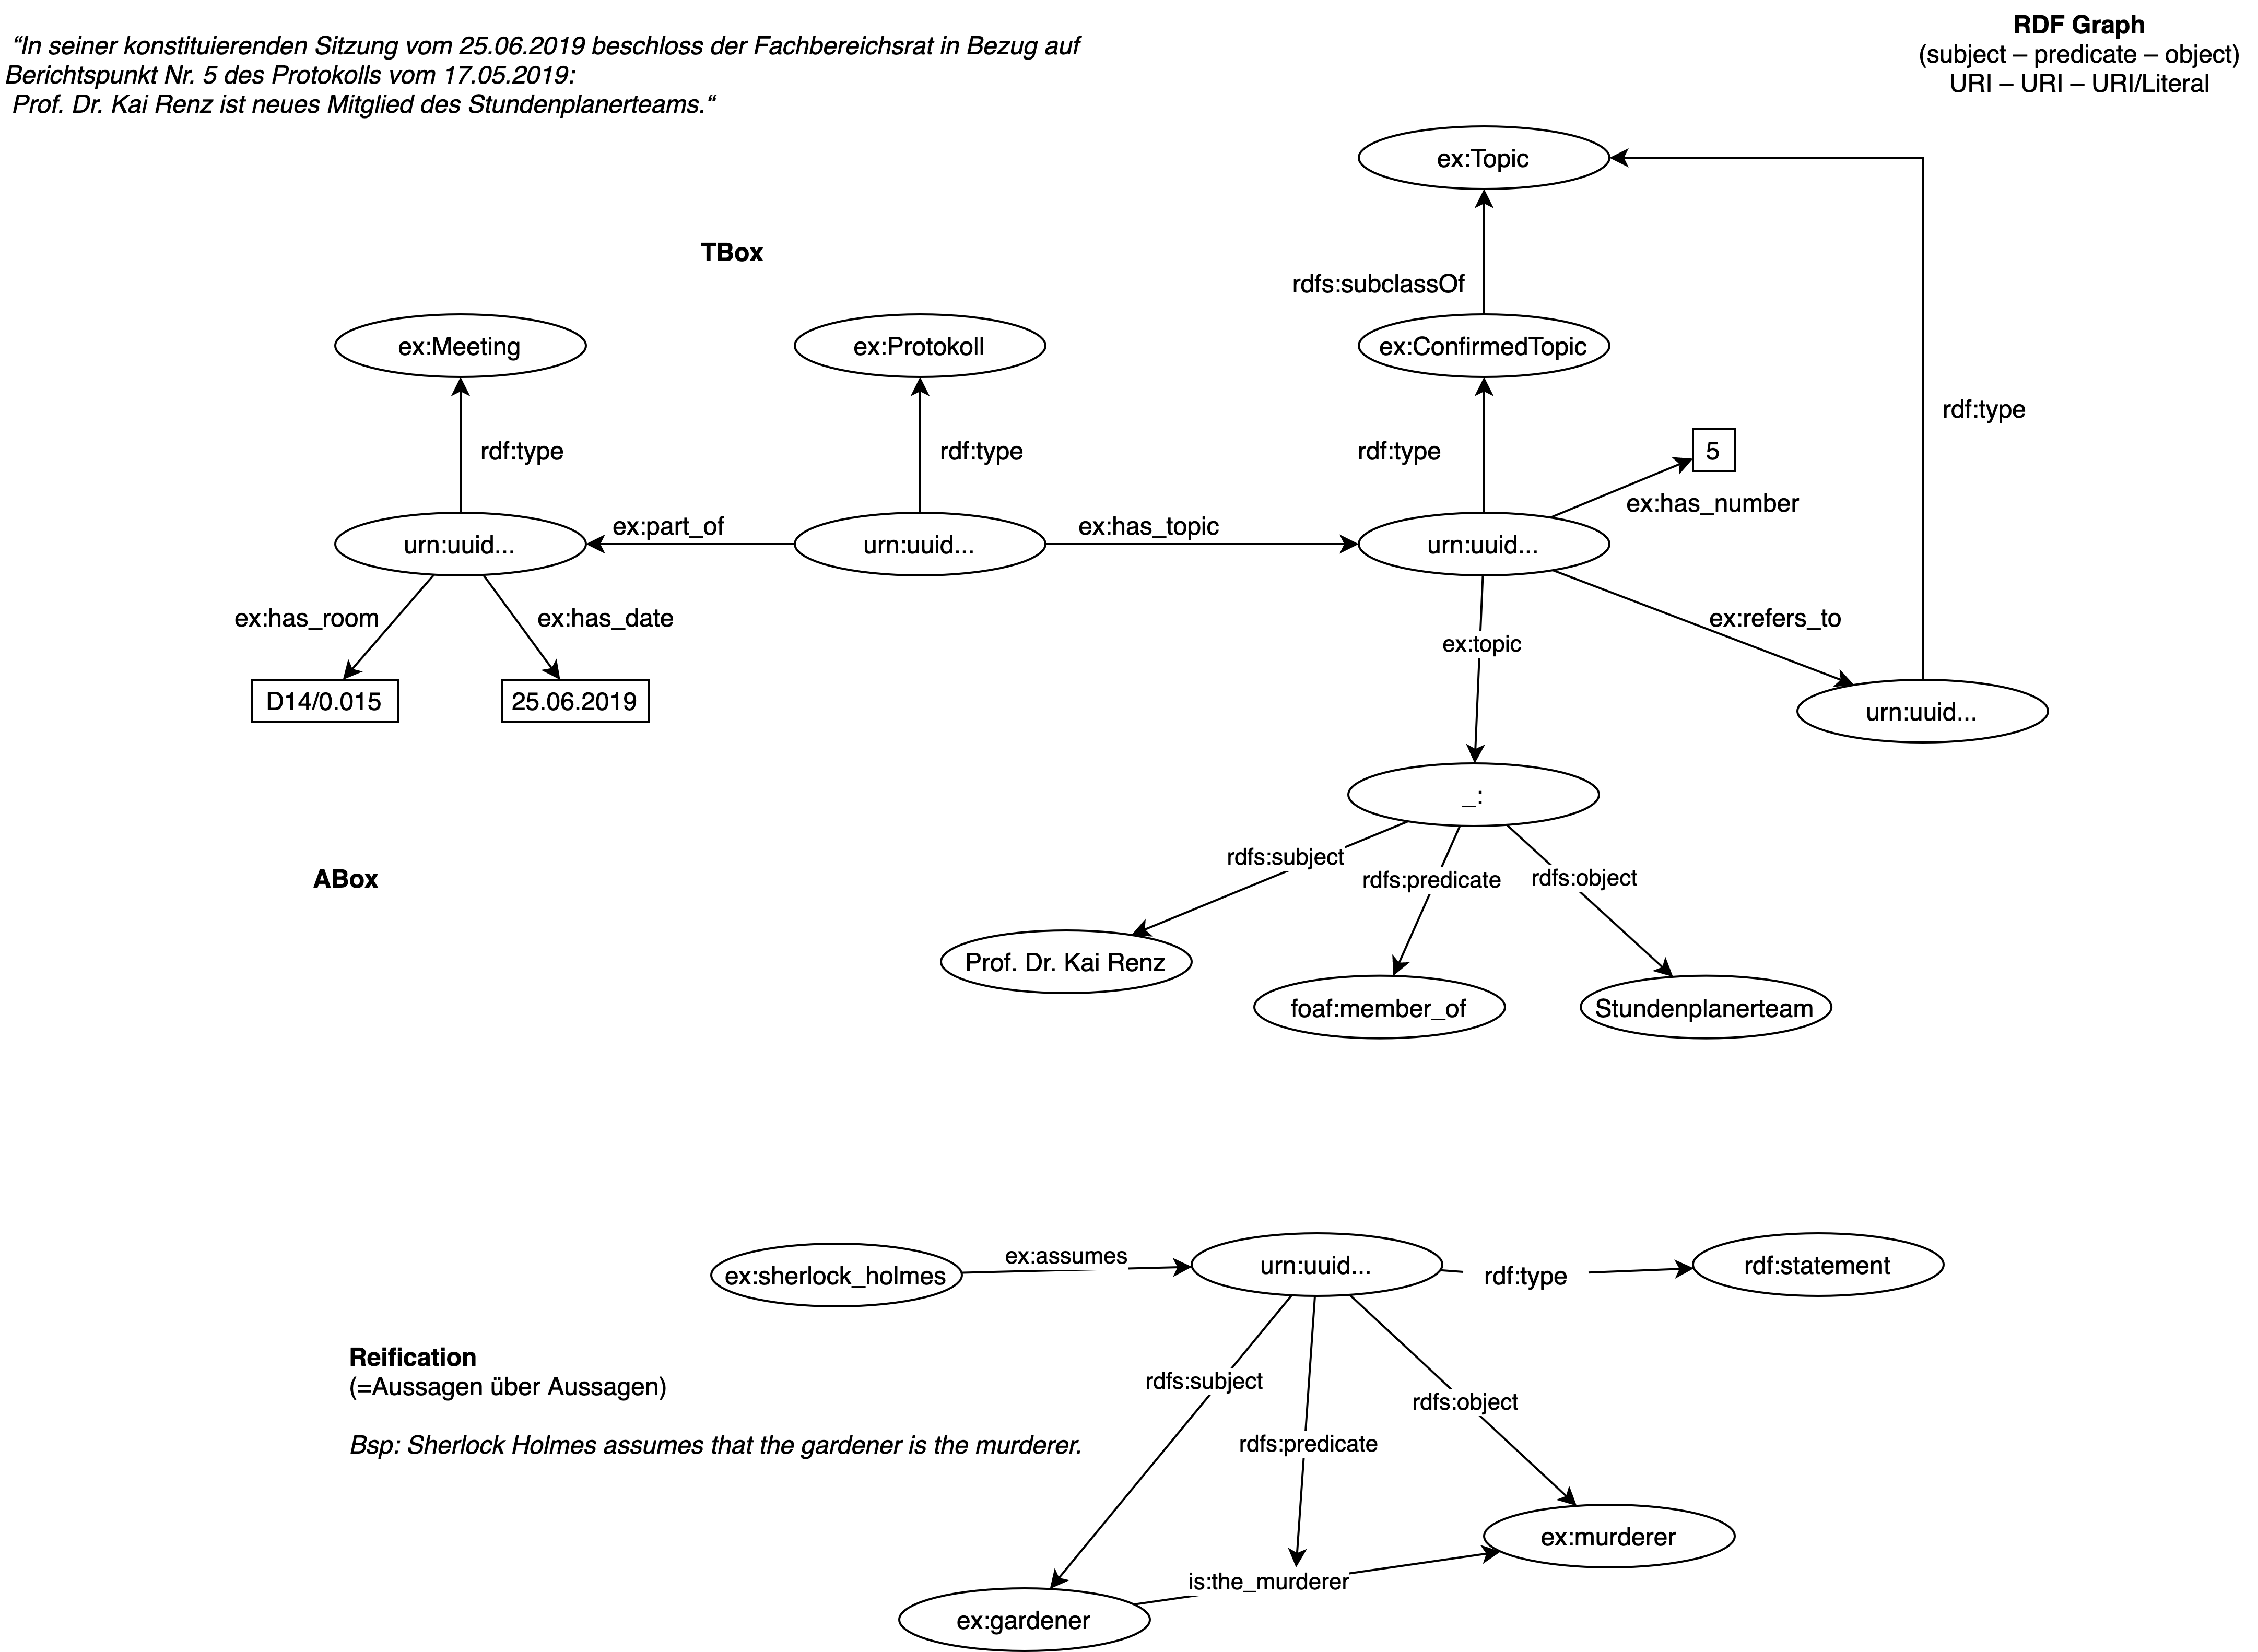 “In seiner konstituierenden Sitzung vom 25.06.2019 beschloss der Fachbereichsrat in Bezug auf
Berichtspunkt Nr. 5 des Protokolls vom 17.05.2019:
Prof. Dr. Kai Renz ist neues Mitglied des Stundenplanerteams.“
RDF Graph
(subject – predicate – object)
URI – URI – URI/Literal
ex:Topic
TBox
rdfs:subclassOf
ex:Meeting
ex:Protokoll
ex:ConfirmedTopic
rdf:type
rdf:type
rdf:type
rdf:type
5
ex:has_number
urn:uuid...
ex:part_of
urn:uuid...
ex:has_topic
urn:uuid...
ex:has_room
ex:has_date
ex:topic
ex:refers_to
D14/0.015
25.06.2019
urn:uuid...
_:
ABox
rdfs:subject
rdfs:predicate
rdfs:object
Prof. Dr. Kai Renz
foaf:member_of
Stundenplanerteam
ex:sherlock_holmes
ex:assumes
urn:uuid...
rdf:type
rdf:statement
Reification
(=Aussagen über Aussagen)
Bsp: Sherlock Holmes assumes that the gardener is the murderer.
rdfs:subject
rdfs:predicate
rdfs:object
ex:murderer
is:the_murderer
ex:gardener